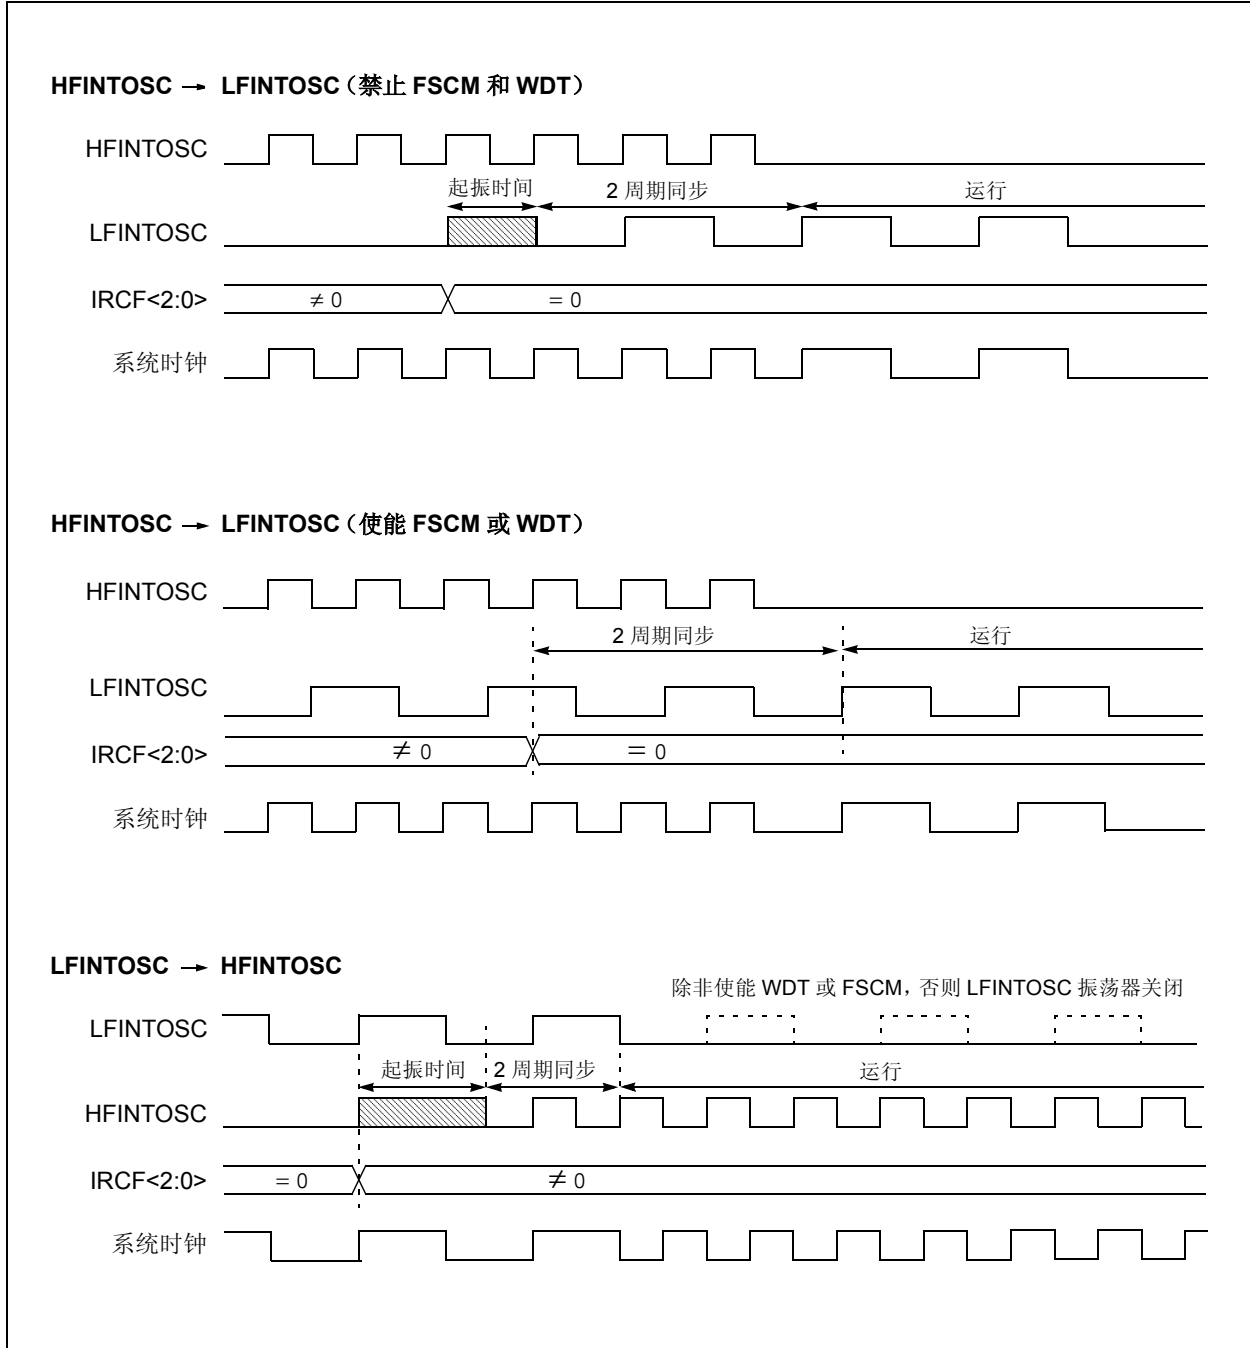 HFINTOSC → LFINTOSC（禁止 FSCM 和 WDT）
HFINTOSC
起振时间 2 周期同步 运行
LFINTOSC
IRCF<2:0> ≠ 0 = 0
系统时钟
HFINTOSC → LFINTOSC（使能 FSCM 或 WDT）
HFINTOSC
2 周期同步 运行
LFINTOSC
IRCF<2:0> ≠ 0 = 0
系统时钟
LFINTOSC → HFINTOSC
除非使能 WDT 或 FSCM，否则 LFINTOSC 振荡器关闭
LFINTOSC
起振时间 2 周期同步 运行
HFINTOSC
IRCF<2:0> = 0 ≠ 0
系统时钟